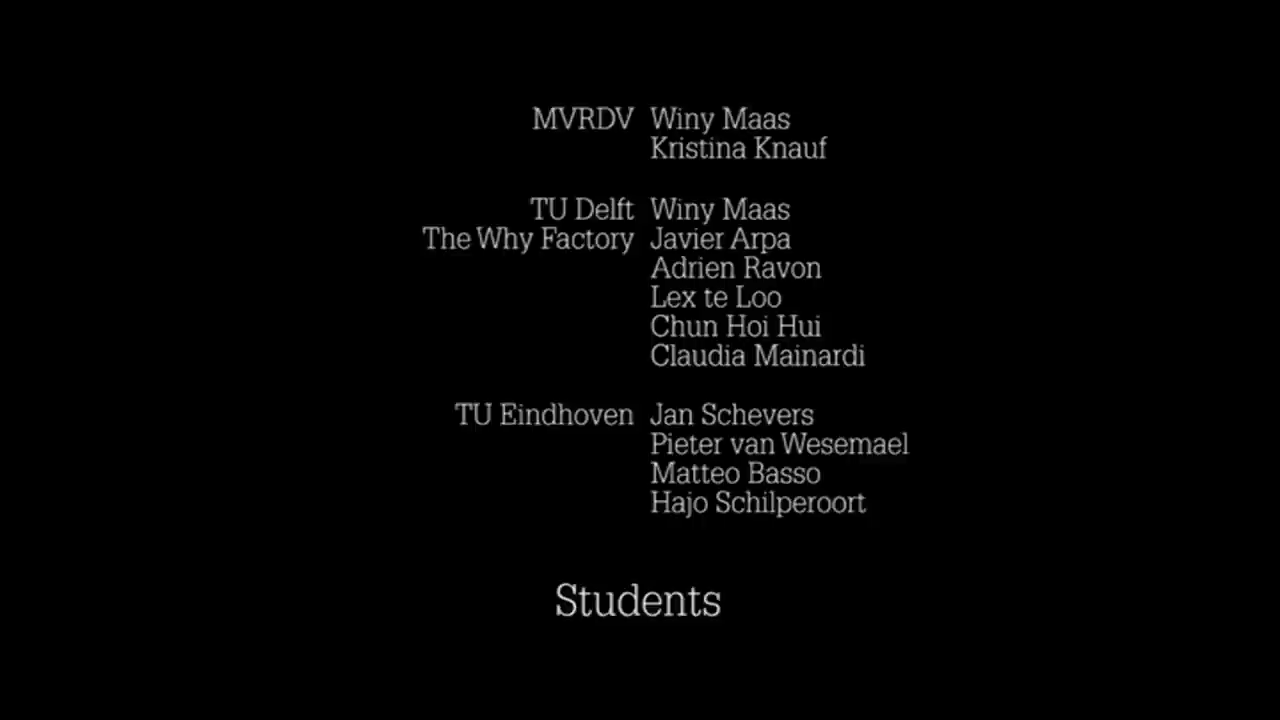 MVRDV Winy Maas
Kristina Knauf
TU Delft Winy Maas
The Why Factory Javier Arpa
Adrien Ravon
Lex te Loo
Chun Hoi Hui
Claudia Mainardi
TU Eindhoven Jan Schevers
Pieter van Wesemael
Matteo Basso
Hajo Schilperoort
Students